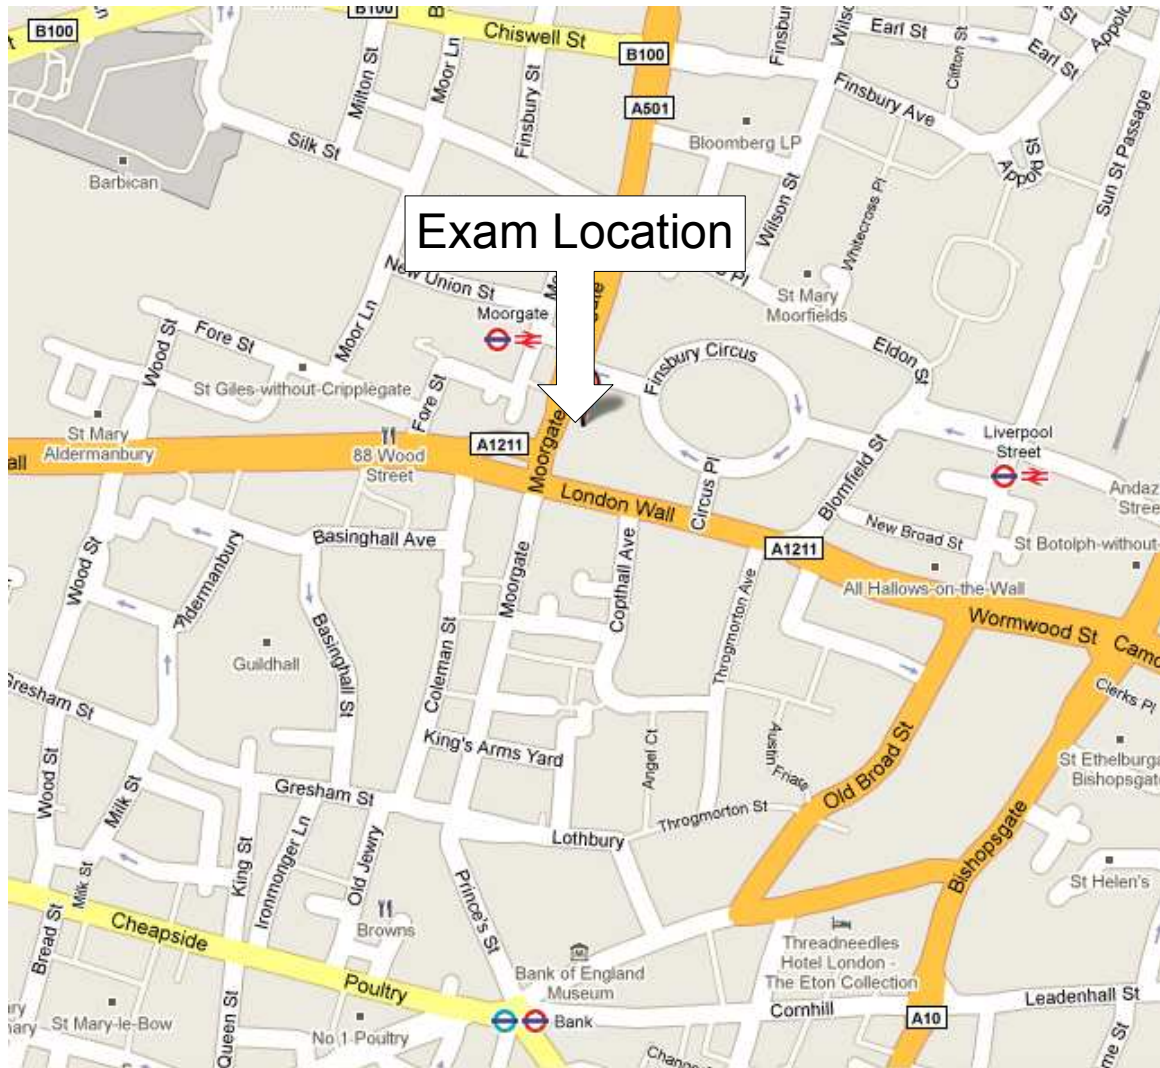 B100
B100
Chiswell St
B100
A501
Milton St
Moor Ln
Finsbury St
Silk St
Barbican
Bloomberg LP
Earl St
Earl St
Clifton St
Finsbury Ave
Appold St
Sun St Passage
Wilson St
Whitecross Pl
Exam Location
New Union St
Moorgate
St Mary
Moorfields
Eldon St
Wood St
Fore St
Moor Ln
St Giles-without-Cripplegate
Fore St
Finsbury Circus
St Mary
Aldermanbury
88 Wood
Street
A1211
Moorgate
London Wall
Circus Pl
Blomfield St
Liverpool
Street
New Broad St
A1211
St Botolph-without-
All Hallows-on-the-Wall
Wormwood St
Wood St
Aldermanbury
Basinghall Ave
Basinghall St
Guildhall
Coleman St
Moorgate
Copthall Ave
Throgmorton Ave
Clerks Pl
Gresham St
King's Arms Yard
Angel Ct
Austin Friars
Old Broad St
St Ethelburga
Bishopsgate
Wood St
Milk St
Gresham St
Throgmorton St
Lothbury
Bishopsgate
St Helen's
King St
Ironmonger Ln
Old Jewry
Milk St
Prince's St
Bread St
Cheapside
Browns
Poultry
Bank of England
Museum
Threadneedles
Hotel London -
The Eton Collection
Leadenhall St
Cornhill
A10
Bank
St Mary-le-Bow
Queen St
No 1 Poultry